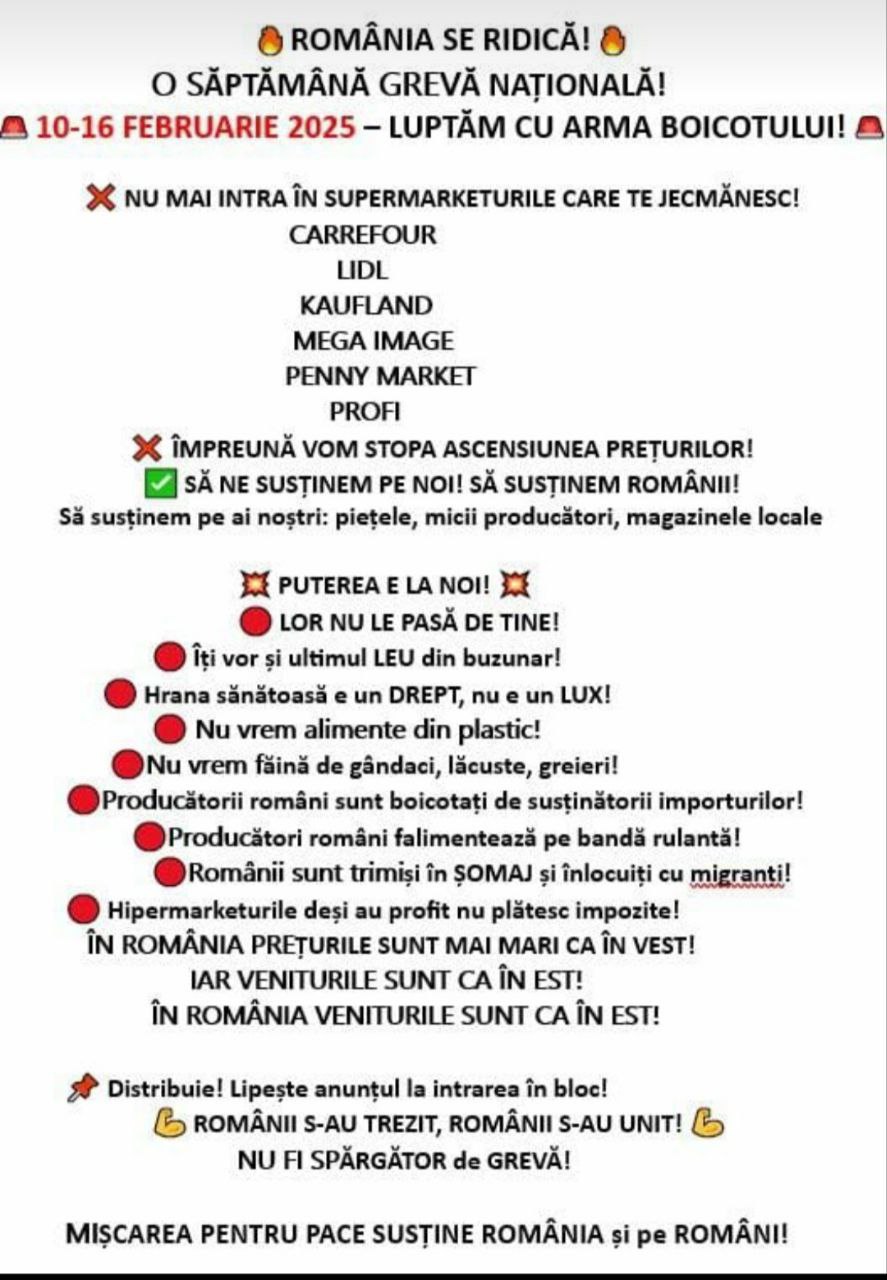 🔥 ROMÂNIA SE RIDICĂ! 🔥
O SĂPTĂMÂNĂ GREVĂ NAȚIONALĂ!
🚨 10-16 FEBRUARIE 2025 – LUPTĂM CU ARMA BOICOTULUI! 🚨
❌ NU MAI INTRA ÎN SUPERMARKETURILE CARE TE JECMĂNESC!
CARREFOUR
LIDL
KAUFLAND
MEGA IMAGE
PENNY MARKET
PROFI
❌ ÎMPREUNĂ VOM STOPA ASCENSIUNEA PREȚURILOR!
✅ SĂ NE SUSȚINEM PE NOI! SĂ SUSȚINEM ROMÂNII!
Să susținem pe ai noștri: piețele, micii producători, magazinele locale
💥 PUTEREA E LA NOI! 💥
🔴 LOR NU LE PASĂ DE TINE!
🔴 Îți vor și ultimul LEU din buzunar!
🔴 Hrana sănătoasă e un DREPT, nu e un LUX!
🔴 Nu vrem alimente din plastic!
🔴Nu vrem făină de gândaci, lăcuste, greieri!
🔴Producătorii români sunt boicotați de susținătorii importurilor!
🔴Producători români falimentează pe bandă rulantă!
🔴Românii sunt trimiși în ȘOMAJ și înlocuiți cu migranți!
🔴 Hipermarketurile deși au profit nu plătesc impozite!
ÎN ROMÂNIA PREȚURILE SUNT MAI MARI CA ÎN VEST!
IAR VENITURILE SUNT CA ÎN EST!
ÎN ROMÂNIA VENITURILE SUNT CA ÎN EST!
📌 Distribuie! Lipește anunțul la intrarea în bloc!
💪 ROMÂNII S-AU TREZIT, ROMÂNII S-AU UNIT! 💪
NU FI SPĂRGĂTOR de GREVĂ!
MIȘCAREA PENTRU PACE SUSȚINE ROMÂNIA și pe ROMÂNI!